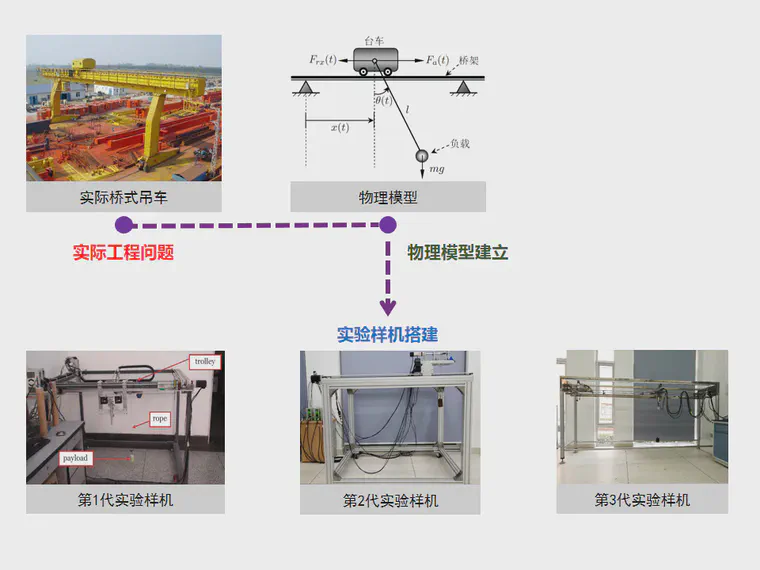 台车
F_{rx}(t)
F_a(t)
桥架
θ(t)
l
x(t)
负载
mg
实际桥式吊车
物理模型
实际工程问题
物理模型建立
实验样机搭建
trolley
rope
payload
第1代实验样机
第2代实验样机
第3代实验样机